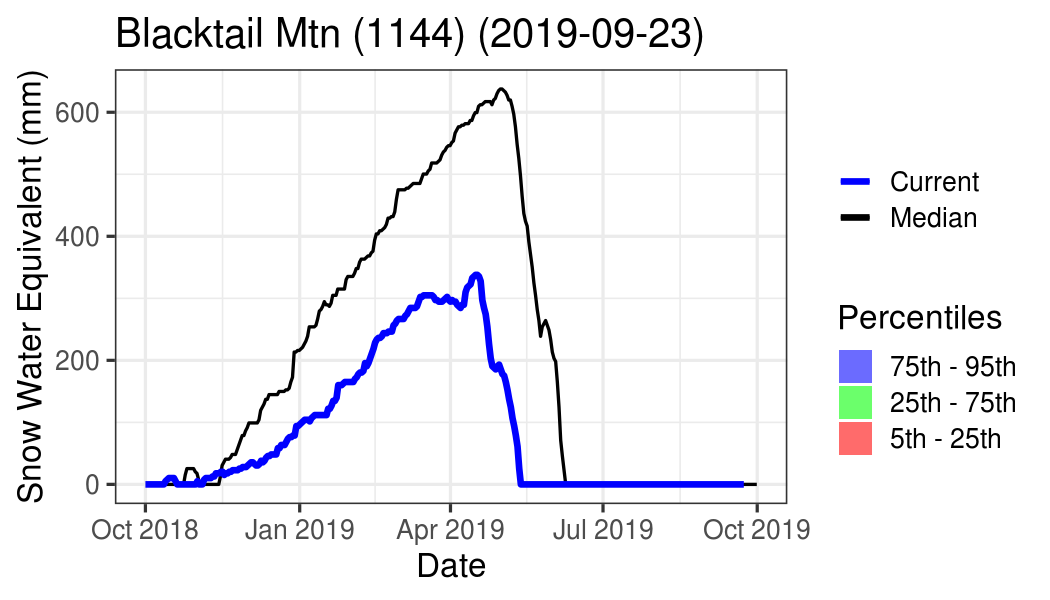 Blacktail Mtn (1144) (2019-09-23)
Snow Water Equivalent (mm)
600
400
200
0
Oct 2018
Jan 2019
Apr 2019
Jul 2019
Oct 2019
Date
Current
Median
Percentiles
75th - 95th
25th - 75th
5th - 25th